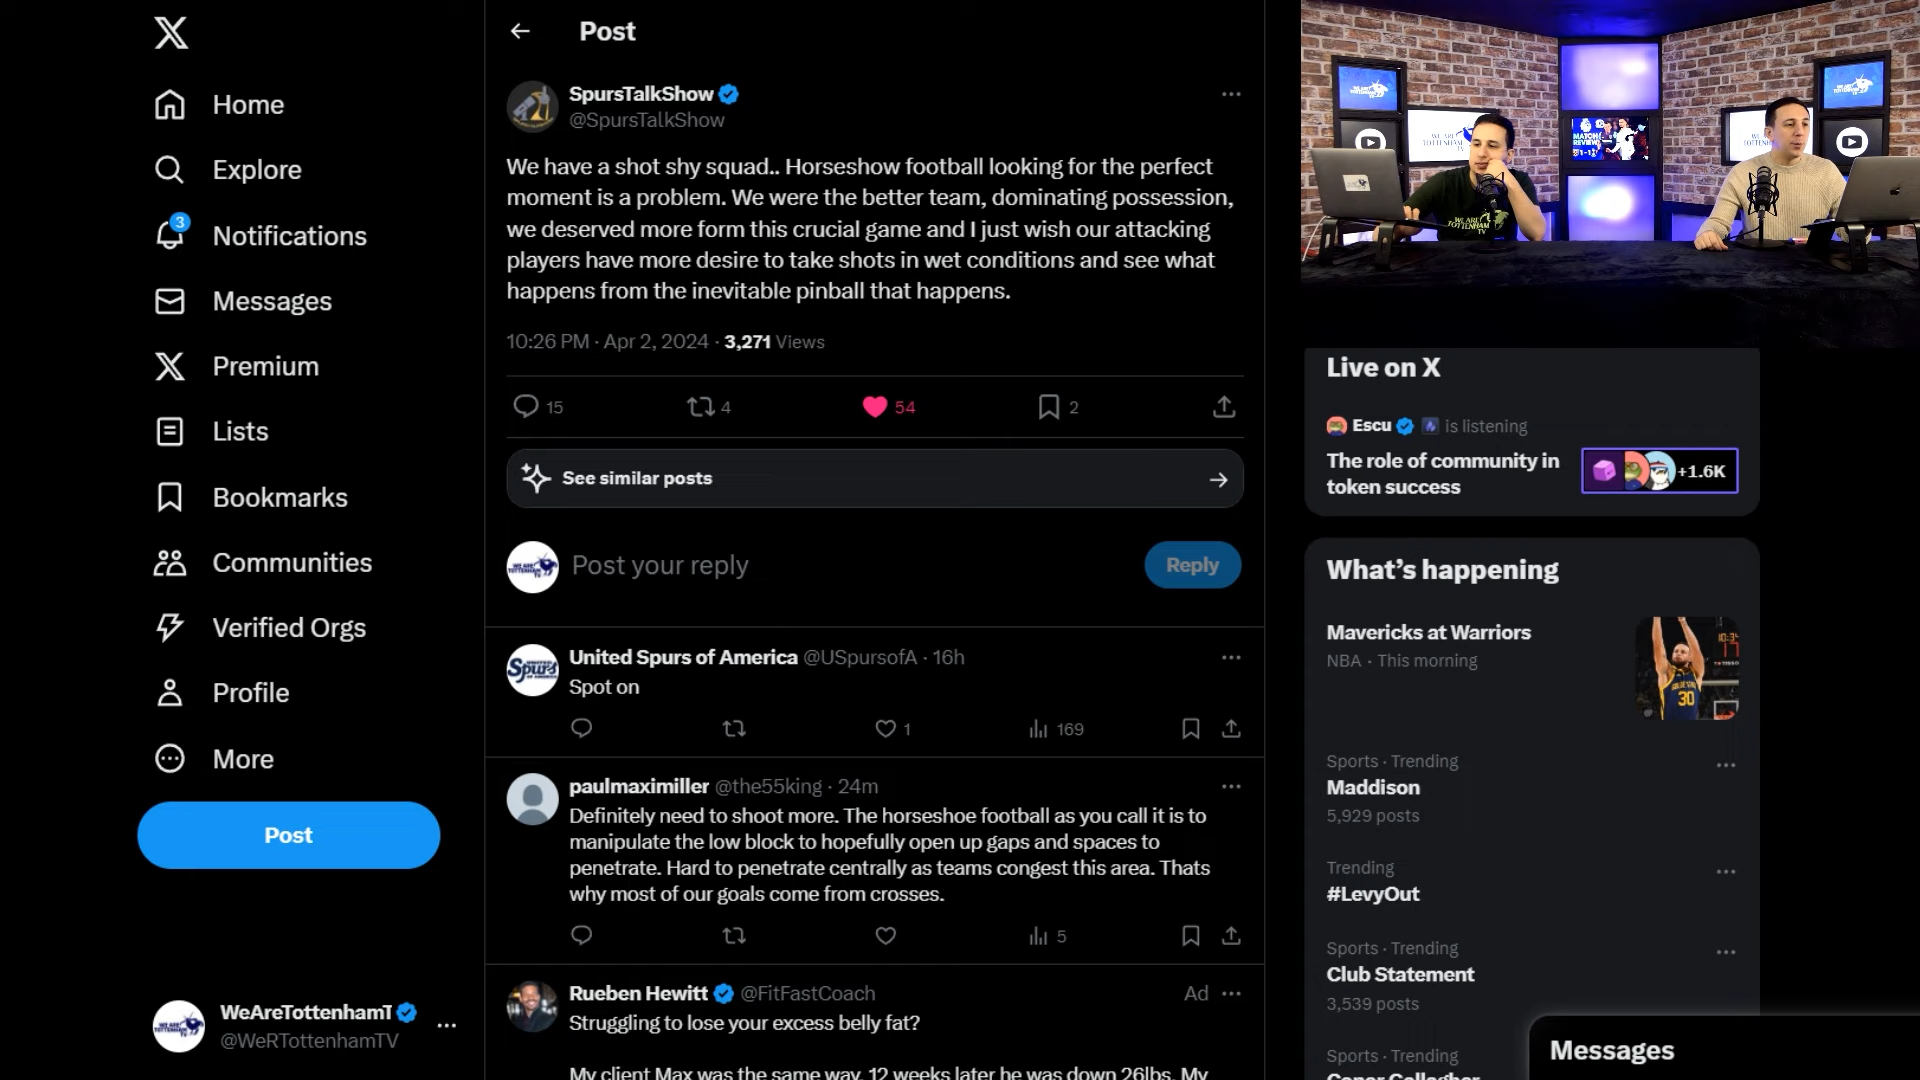 Home
Explore
3
Notifications
Messages
Premium
Lists
Bookmarks
Communities
Verified Orgs
Profile
More
Post
WeAreTottenhamT
@WeRTottenhamTV
Post
SpursTalkShow
@SpursTalkShow
We have a shot shy squad.. Horseshow football looking for the perfect
moment is a problem. We were the better team, dominating possession,
we deserved more form this crucial game and I just wish our attacking
players have more desire to take shots in wet conditions and see what
happens from the inevitable pinball that happens.
10:26 PM · Apr 2, 2024 · 3,271 Views
15 4 54 2
See similar posts
Post your reply
Reply
United Spurs of America @USpursofA · 16h
Spot on
1 169
paulmaximiller @the55king · 24m
Definitely need to shoot more. The horseshoe football as you call it is to
manipulate the low block to hopefully open up gaps and spaces to
penetrate. Hard to penetrate centrally as teams congest this area. Thats
why most of our goals come from crosses.
5
Rueben Hewitt @FitFastCoach Ad
Struggling to lose your excess belly fat?
My client Max was the same way. 12 weeks later he was down 26lbs. My
MATCH
REVIEW
1-1
WE ARE
TOTTENHAM
TV
Live on X
Escu is listening
The role of community in
token success
+1.6K
What's happening
Mavericks at Warriors
NBA · This morning
30
Sports · Trending
Maddison
5,929 posts
Trending
#LevyOut
Sports · Trending
Club Statement
3,539 posts
Sports · Trending
Conor Gallagher
Messages